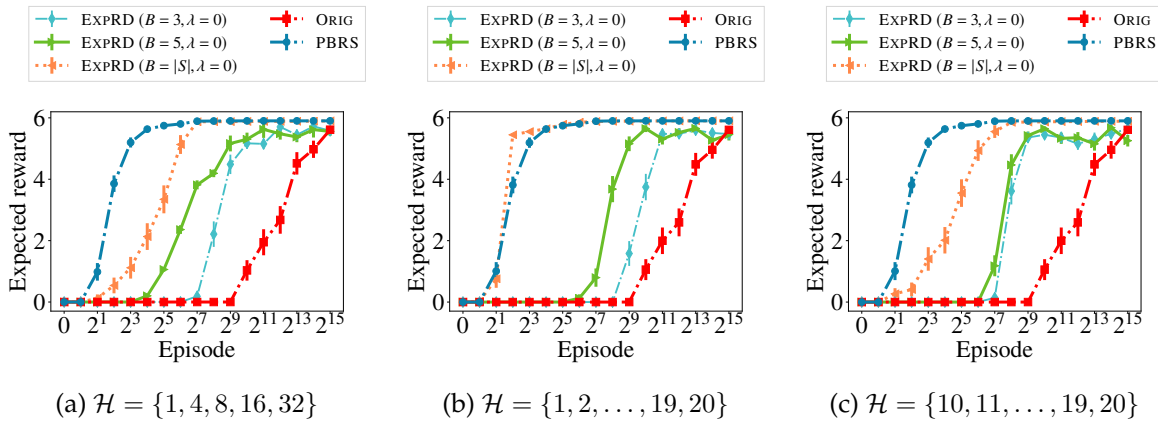 EXPRD (B = 3, λ = 0)
EXPRD (B = 5, λ = 0)
EXPRD (B = |S|, λ = 0)
ORIG
PBRS
EXPRD (B = 3, λ = 0)
EXPRD (B = 5, λ = 0)
EXPRD (B = |S|, λ = 0)
ORIG
PBRS
EXPRD (B = 3, λ = 0)
EXPRD (B = 5, λ = 0)
EXPRD (B = |S|, λ = 0)
ORIG
PBRS
Expected reward
6
4
2
0
0 2^1 2^3 2^5 2^7 2^9 2^11 2^13 2^15
Episode
Expected reward
6
4
2
0
0 2^1 2^3 2^5 2^7 2^9 2^11 2^13 2^15
Episode
Expected reward
6
4
2
0
0 2^1 2^3 2^5 2^7 2^9 2^11 2^13 2^15
Episode
(a) ℋ = {1, 4, 8, 16, 32}
(b) ℋ = {1, 2, . . . , 19, 20}
(c) ℋ = {10, 11, . . . , 19, 20}